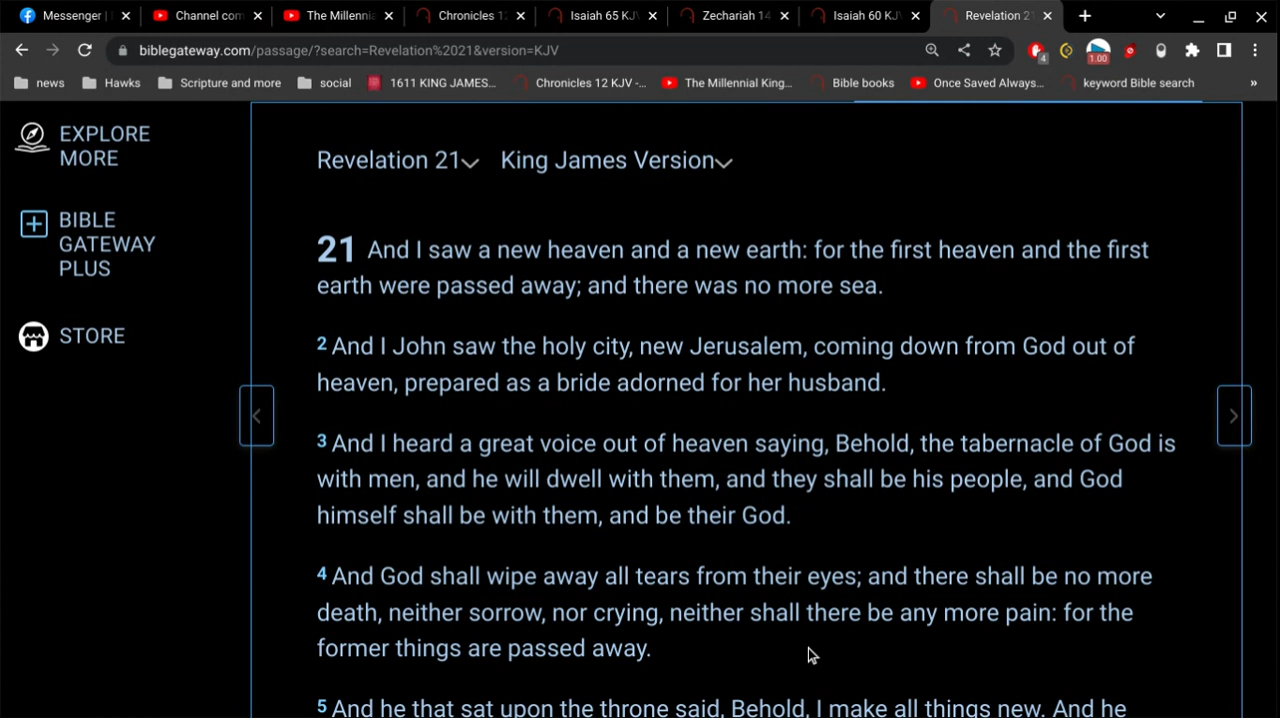 Messenger |
Channel com
The Millennia
Chronicles 12
Isaiah 65 KJV
Zechariah 14
Isaiah 60 KJV
Revelation 21
biblegateway.com/passage/?search=Revelation%2021&version=KJV
4
1.00
news
Hawks
Scripture and more
social
1611 KING JAMES...
Chronicles 12 KJV -...
The Millennial King...
Bible books
Once Saved Always...
keyword Bible search
»
EXPLORE
MORE
BIBLE
GATEWAY
PLUS
STORE
Revelation 21 King James Version
21 And I saw a new heaven and a new earth: for the first heaven and the first
earth were passed away; and there was no more sea.
2 And I John saw the holy city, new Jerusalem, coming down from God out of
heaven, prepared as a bride adorned for her husband.
3 And I heard a great voice out of heaven saying, Behold, the tabernacle of God is
with men, and he will dwell with them, and they shall be his people, and God
himself shall be with them, and be their God.
4 And God shall wipe away all tears from their eyes; and there shall be no more
death, neither sorrow, nor crying, neither shall there be any more pain: for the
former things are passed away.
5 And he that sat upon the throne said, Behold, I make all things new. And he